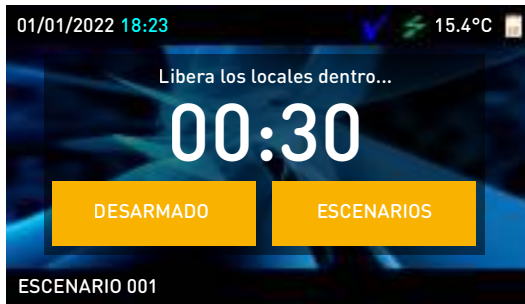 01/01/2022 18:23 15.4°C
Libera los locales dentro...
00:30
DESARMADO ESCENARIOS
ESCENARIO 001